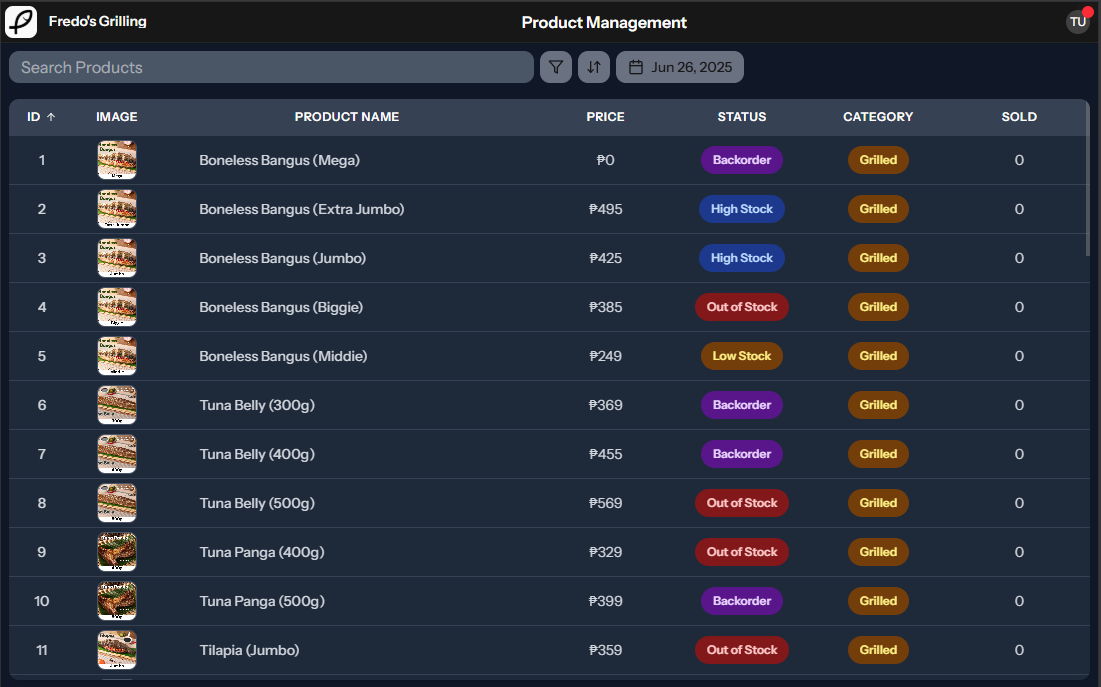 Fredo's Grilling
Product Management
TU
Search Products
Jun 26, 2025
ID ↑ IMAGE PRODUCT NAME PRICE STATUS CATEGORY SOLD
1 Boneless Bangus (Mega) ₱0 Backorder Grilled 0
2 Boneless Bangus (Extra Jumbo) ₱495 High Stock Grilled 0
3 Boneless Bangus (Jumbo) ₱425 High Stock Grilled 0
4 Boneless Bangus (Biggie) ₱385 Out of Stock Grilled 0
5 Boneless Bangus (Middie) ₱249 Low Stock Grilled 0
6 Tuna Belly (300g) ₱369 Backorder Grilled 0
7 Tuna Belly (400g) ₱455 Backorder Grilled 0
8 Tuna Belly (500g) ₱569 Out of Stock Grilled 0
9 Tuna Panga (400g) ₱329 Out of Stock Grilled 0
10 Tuna Panga (500g) ₱399 Backorder Grilled 0
11 Tilapia (Jumbo) ₱359 Out of Stock Grilled 0